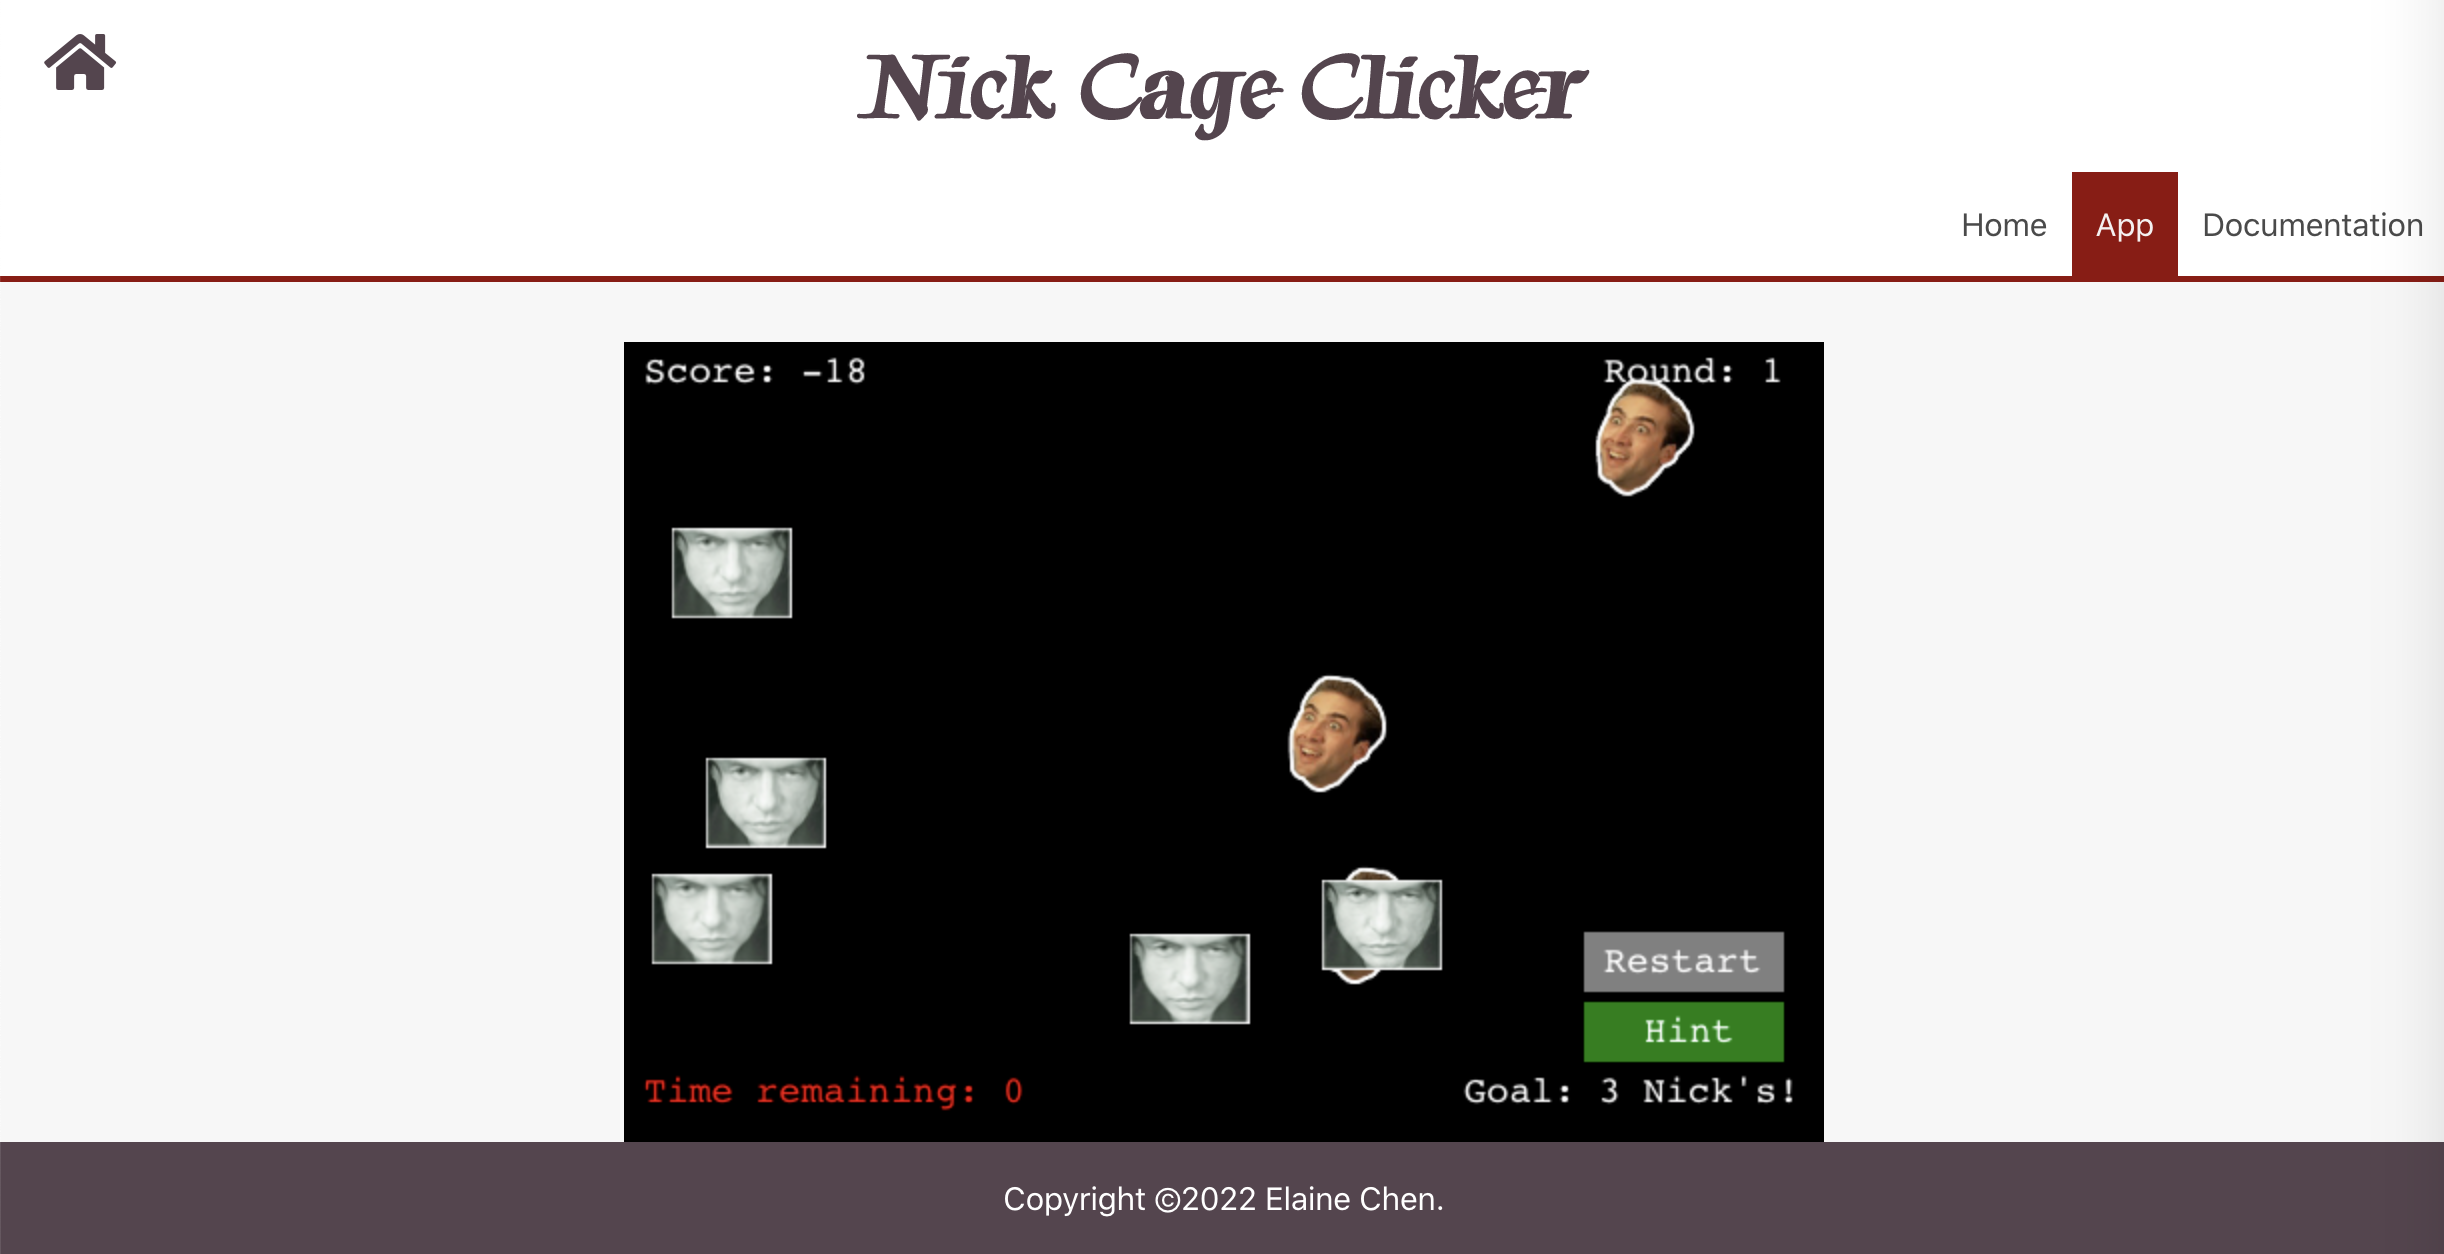 Nick Cage Clicker
Home App Documentation
Score: -18 Round: 1
Restart
Hint
Time remaining: 0 Goal: 3 Nick's!
Copyright ©2022 Elaine Chen.